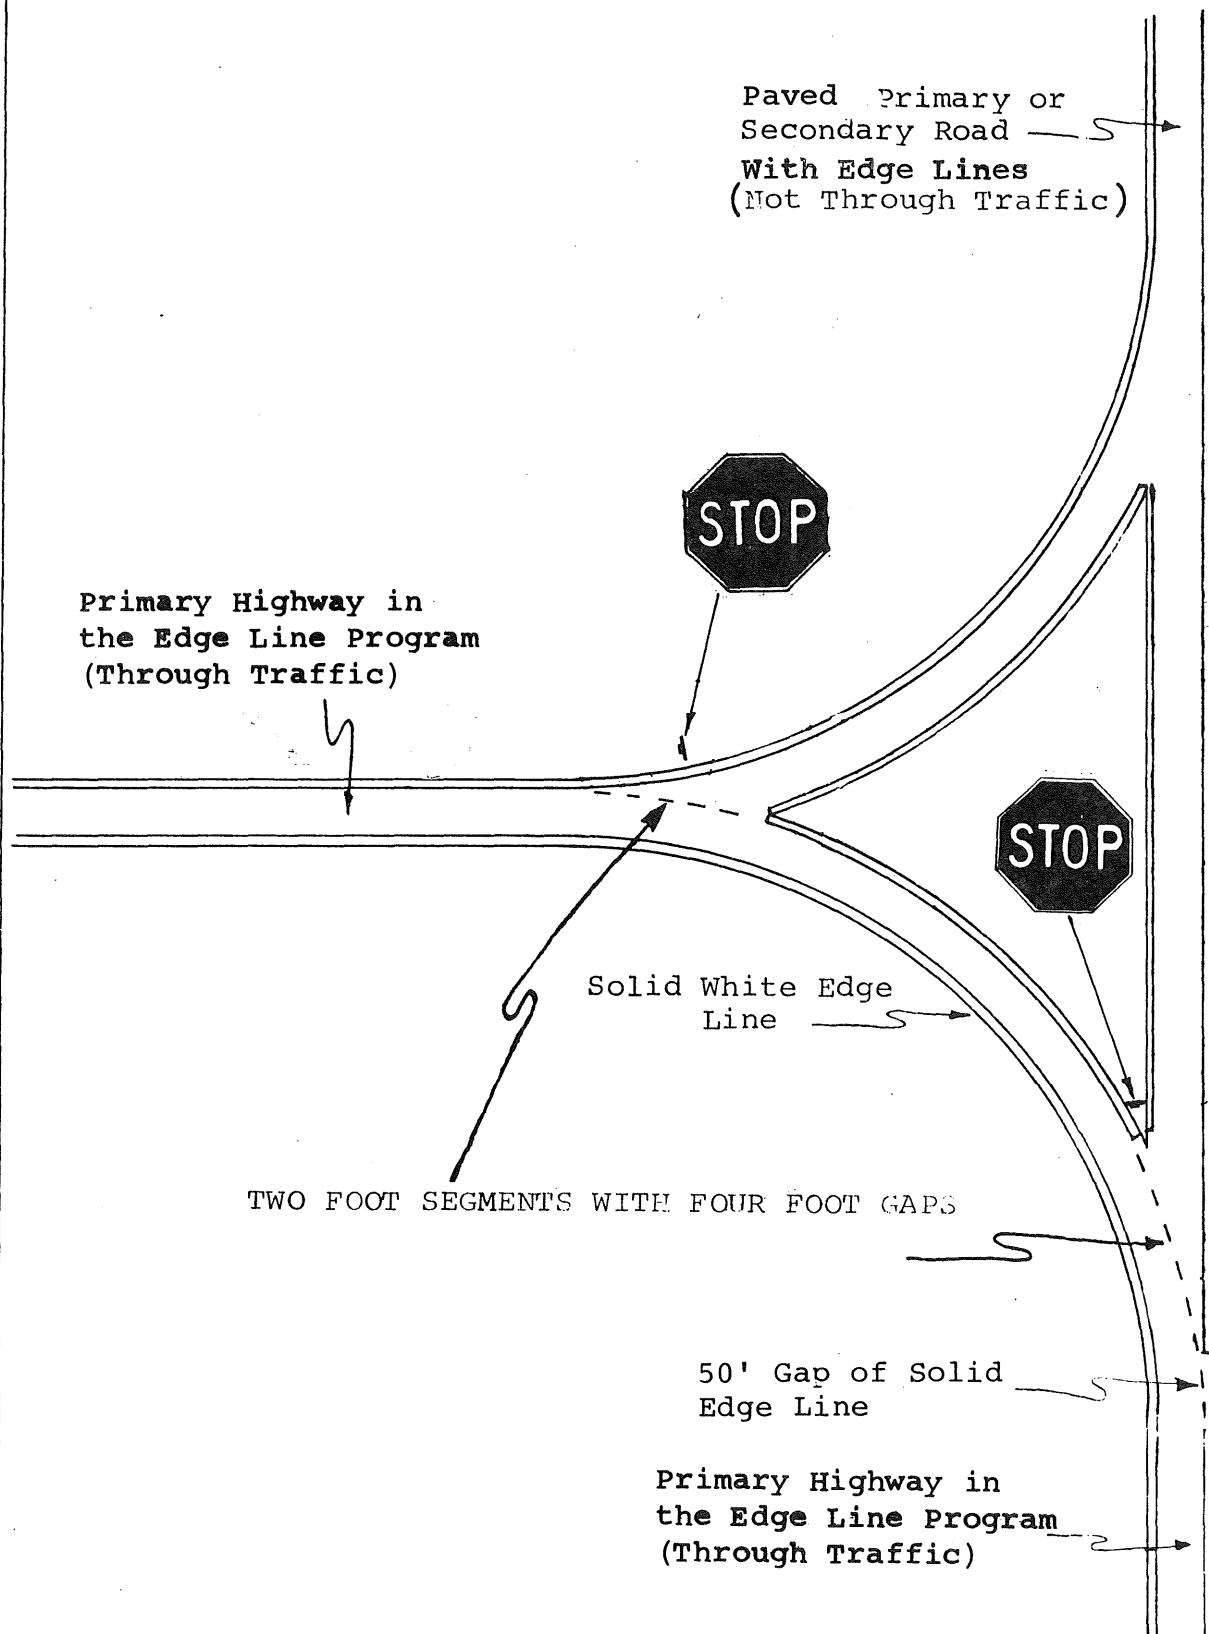 Paved Primary or
Secondary Road
With Edge Lines
(Not Through Traffic)
STOP
Primary Highway in
the Edge Line Program
(Through Traffic)
STOP
Solid White Edge
Line
TWO FOOT SEGMENTS WITH FOUR FOOT GAPS
50' Gap of Solid
Edge Line
Primary Highway in
the Edge Line Program
(Through Traffic)